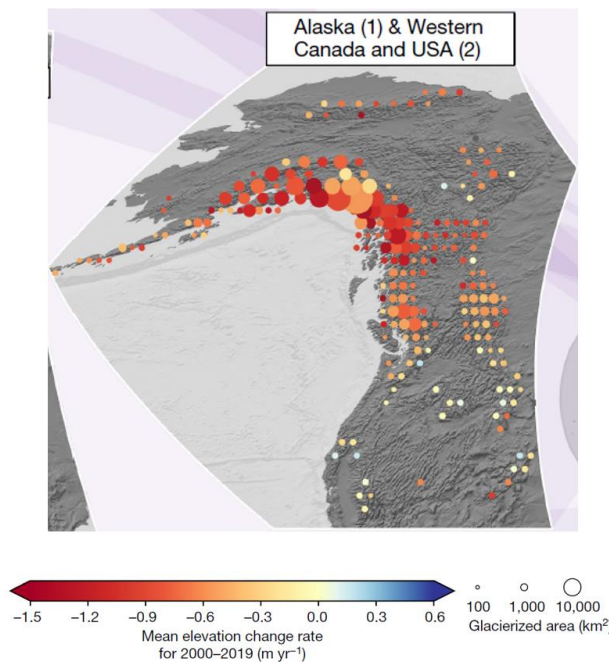 Alaska (1) & Western
Canada and USA (2)
−1.5 −1.2 −0.9 −0.6 −0.3 0.0 0.3 0.6
Mean elevation change rate
for 2000–2019 (m yr⁻¹)
100 1,000 10,000
Glacierized area (km²